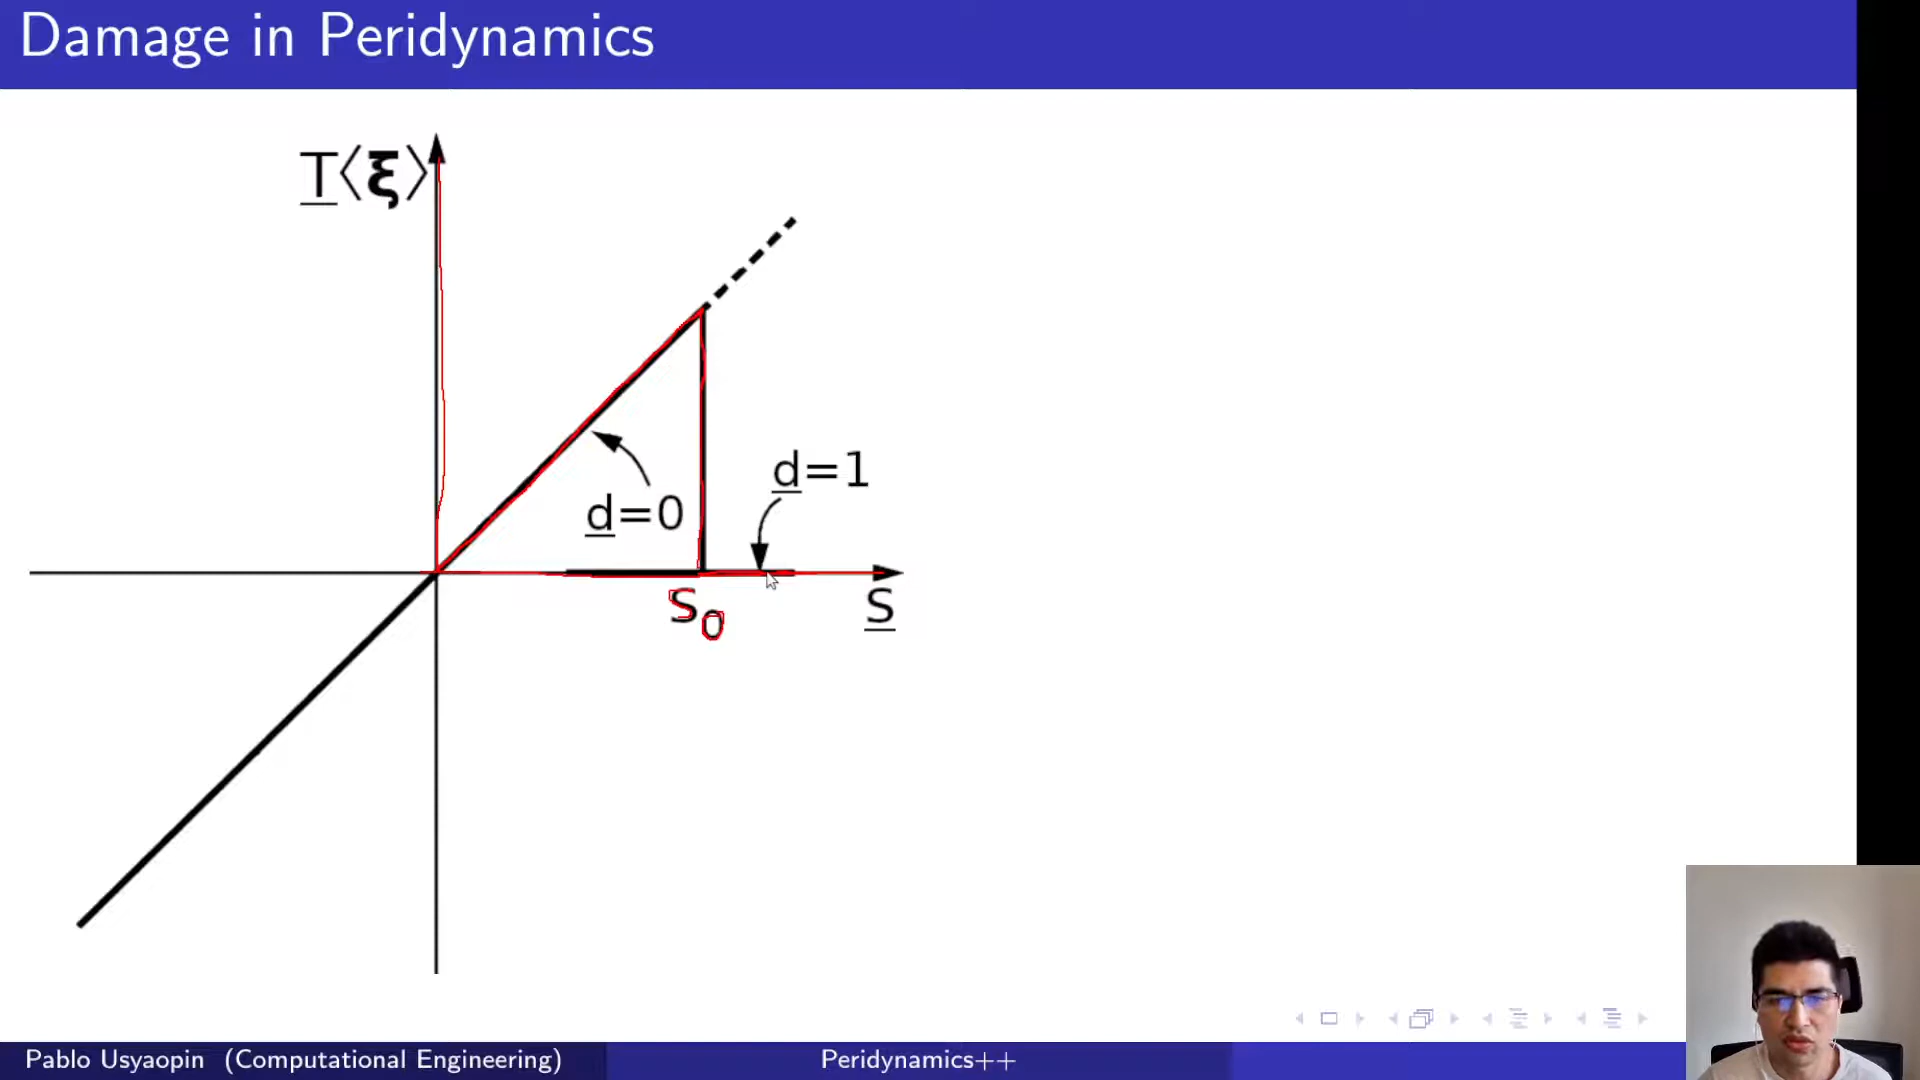 Damage in Peridynamics
T⟨ξ⟩
d=1
d=0
S0
S
Pablo Usyaopin (Computational Engineering)
Peridynamics++